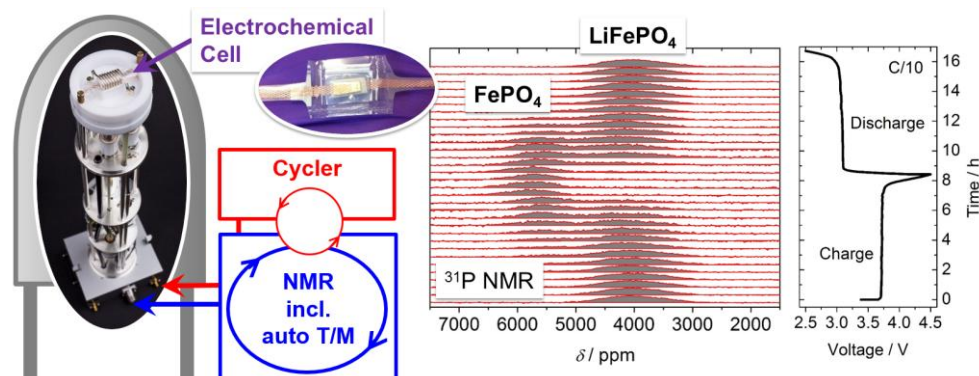 Electrochemical
Cell
Cycler
NMR
incl.
auto T/M
LiFePO₄
FePO₄
³¹P NMR
7000 6000 5000 4000 3000 2000
δ / ppm
C/10
Discharge
Charge
16
14
12
10
8
6
4
2
0
Time / h
2.5 3.0 3.5 4.0 4.5
Voltage / V